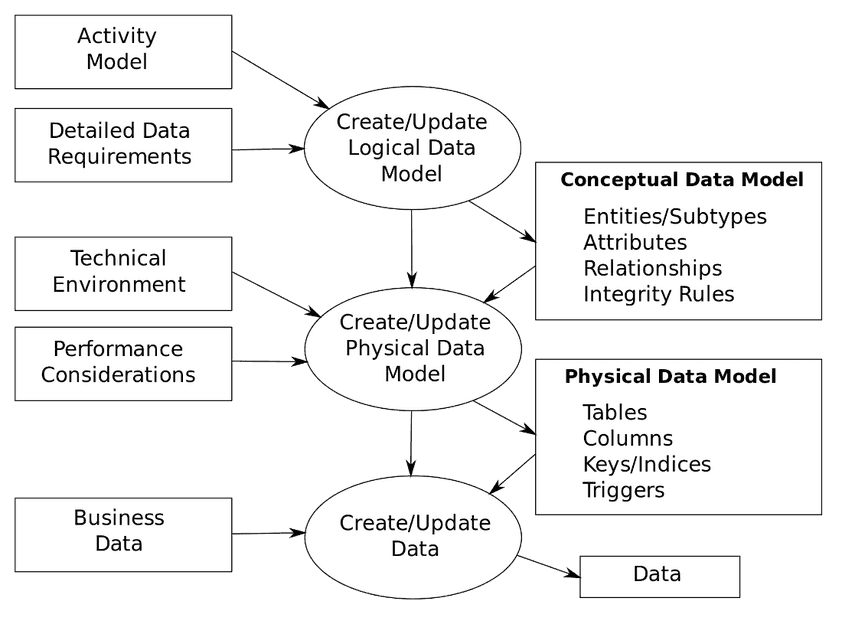 Activity
Model
Detailed Data
Requirements
Create/Update
Logical Data
Model
Conceptual Data Model
Entities/Subtypes
Attributes
Relationships
Integrity Rules
Technical
Environment
Performance
Considerations
Create/Update
Physical Data
Model
Physical Data Model
Tables
Columns
Keys/Indices
Triggers
Business
Data
Create/Update
Data
Data